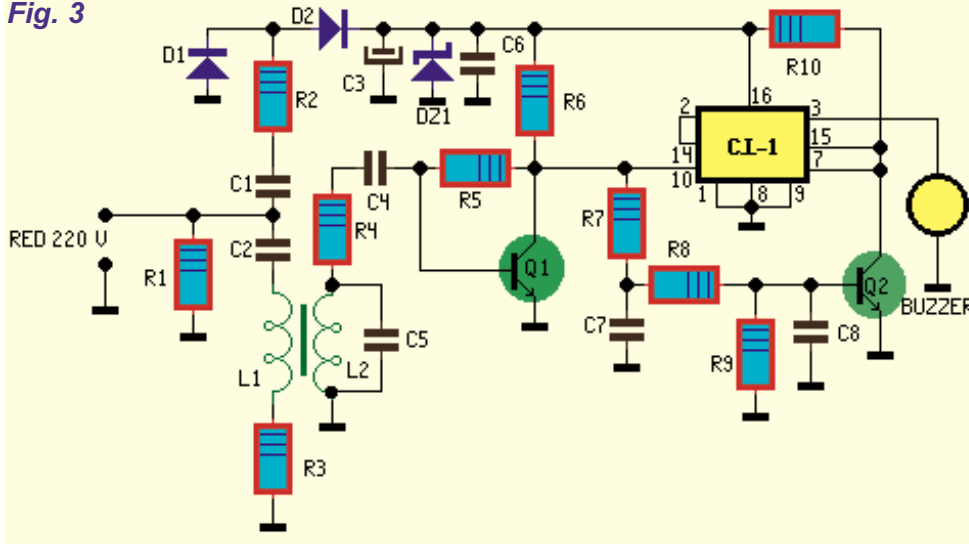 Fig. 3
D2
D1
C3
DZ1
C6
R2
R6
R10
16
2
3
C.I.-1
15
14
7
10
1
8
9
C1
C4
R5
R4
R7
RED 220 V
R1
C2
R8
Q1
Q2
BUZZER
C5
C7
C8
L1
L2
R9
R3